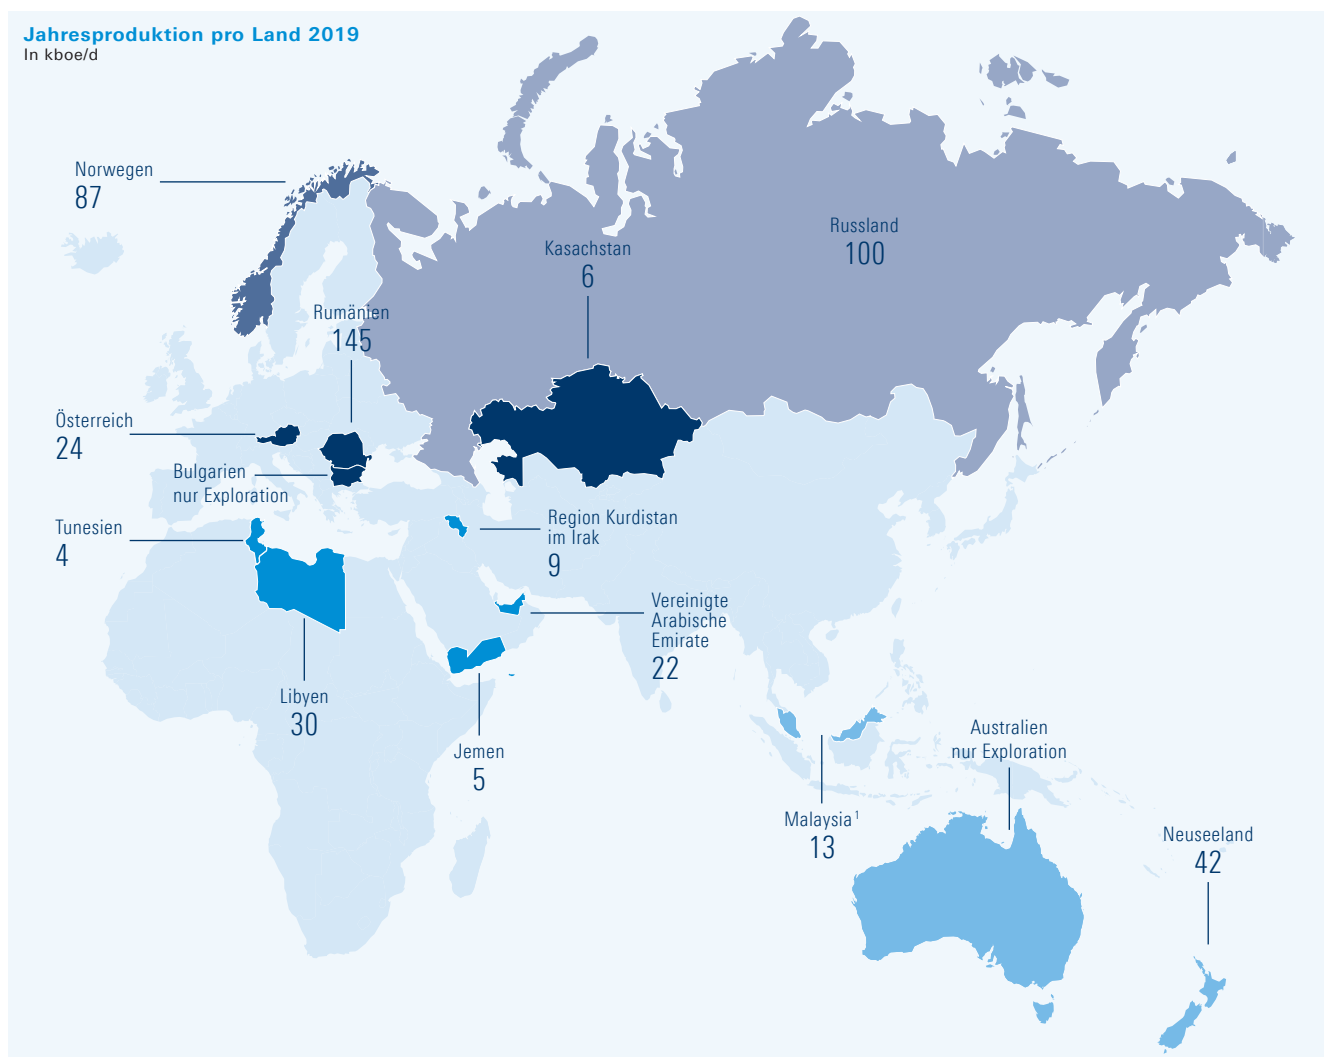 Jahresproduktion pro Land 2019
In kboe/d
Norwegen
87
Russland
100
Kasachstan
6
Rumänien
145
Österreich
24
Bulgarien
nur Exploration
Tunesien
4
Region Kurdistan
im Irak
9
Vereinigte
Arabische
Emirate
22
Libyen
30
Jemen
5
Australien
nur Exploration
Malaysia¹
13
Neuseeland
42